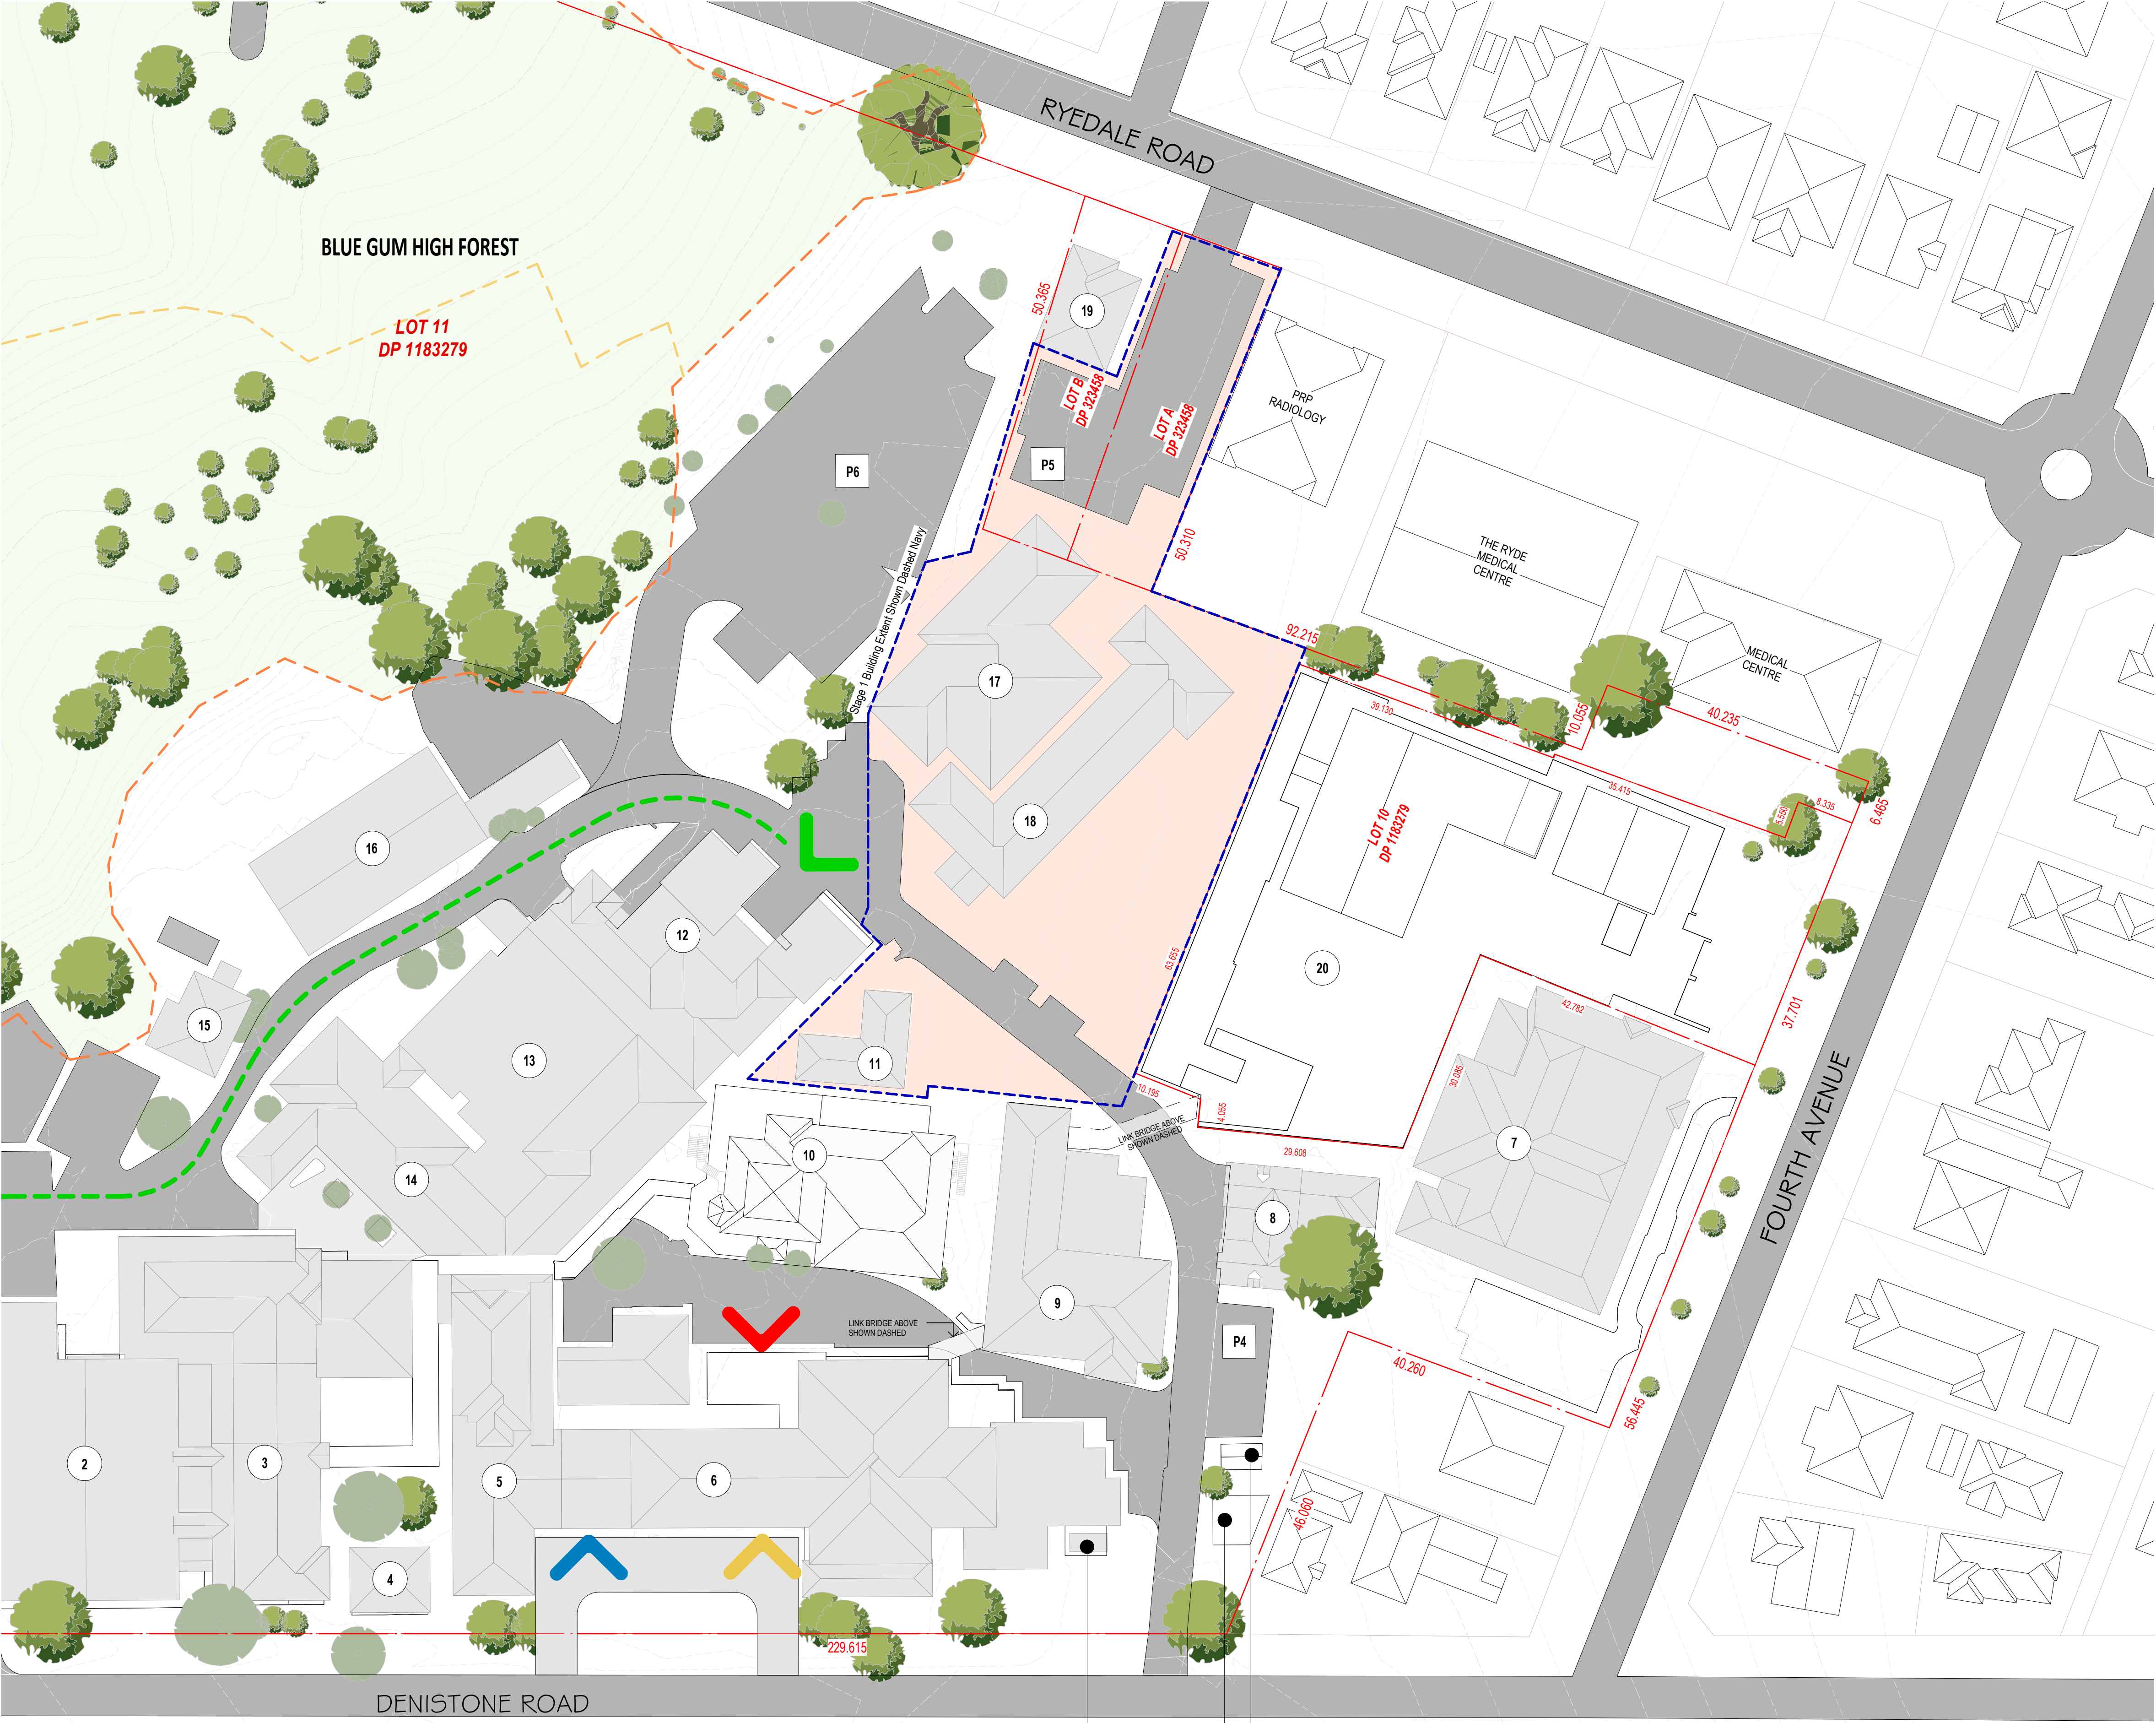 RYEDALE ROAD
BLUE GUM HIGH FOREST
LOT 11
DP 1183279
50.365
19
LOT B
DP 323458
LOT A
DP 323458
PRP
RADIOLOGY
P6
P5
50.310
THE RYDE
MEDICAL
CENTRE
Stage 1 Building Extent Shown Dashed Navy
92.215
MEDICAL
CENTRE
17
39.130
10.055
40.235
35.415
8.335
5.550
6.465
18
LOT 10
DP 1183279
16
12
63.655
20
42.782
37.701
15
13
11
30.085
10.195
4.055
LINK BRIDGE ABOVE
SHOWN DASHED
29.608
7
FOURTH AVENUE
10
14
8
9
LINK BRIDGE ABOVE
SHOWN DASHED
P4
40.260
56.445
2
3
5
6
46.060
4
229.615
DENISTONE ROAD